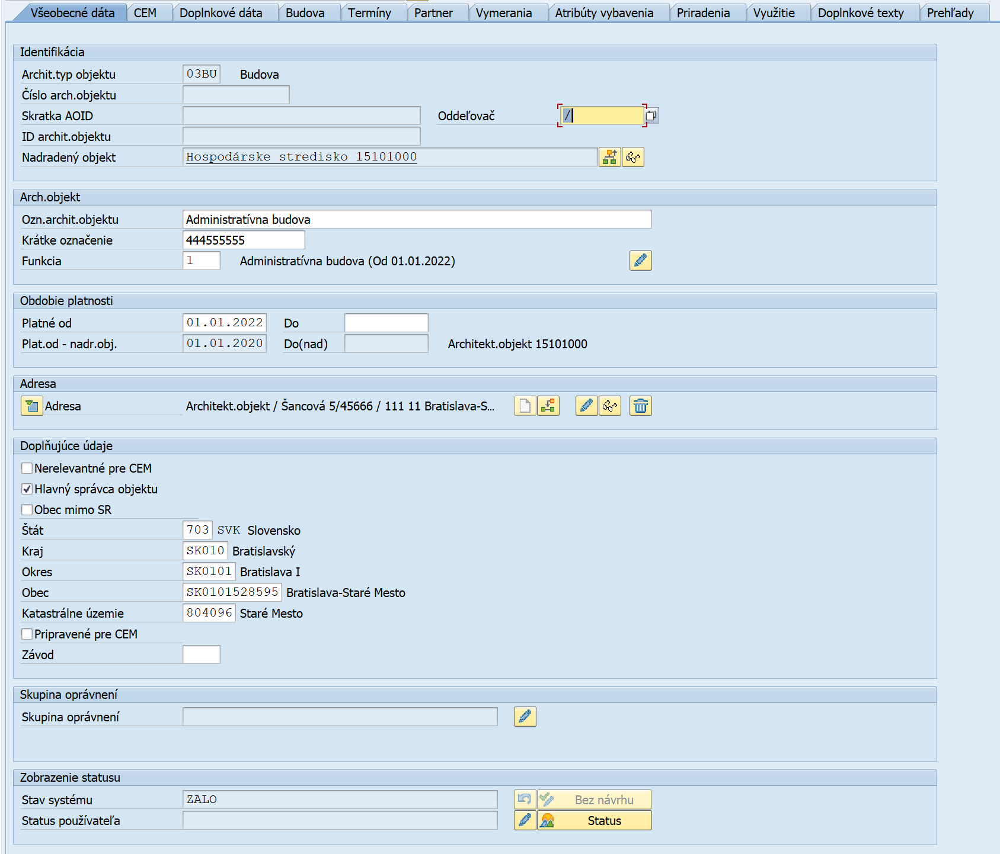 Všeobecné dáta CEM Doplnkové dáta Budova Termíny Partner Vymerania Atribúty vybavenia Priradenia Využitie Doplnkové texty Prehľady
Identifikácia
Archit.typ objektu 03BU Budova
Číslo arch.objektu
Skratka AOID Oddeľovač /
ID archit.objektu
Nadradený objekt Hospodárske stredisko 15101000
Arch.objekt
Ozn.archit.objektu Administratívna budova
Krátke označenie 444555555
Funkcia 1 Administratívna budova (Od 01.01.2022)
Obdobie platnosti
Platné od 01.01.2022 Do
Plat.od - nadr.obj. 01.01.2020 Do(nad) Architekt.objekt 15101000
Adresa
Adresa Architekt.objekt / Šancová 5/45666 / 111 11 Bratislava-S...
Doplňujúce údaje
Nerelevantné pre CEM
Hlavný správca objektu
Obec mimo SR
Štát 703 SVK Slovensko
Kraj SK010 Bratislavský
Okres SK0101 Bratislava I
Obec SK0101528595 Bratislava-Staré Mesto
Katastrálne územie 804096 Staré Mesto
Pripravené pre CEM
Závod
Skupina oprávnení
Skupina oprávnení
Zobrazenie statusu
Stav systému ZALO Bez návrhu
Status používateľa Status